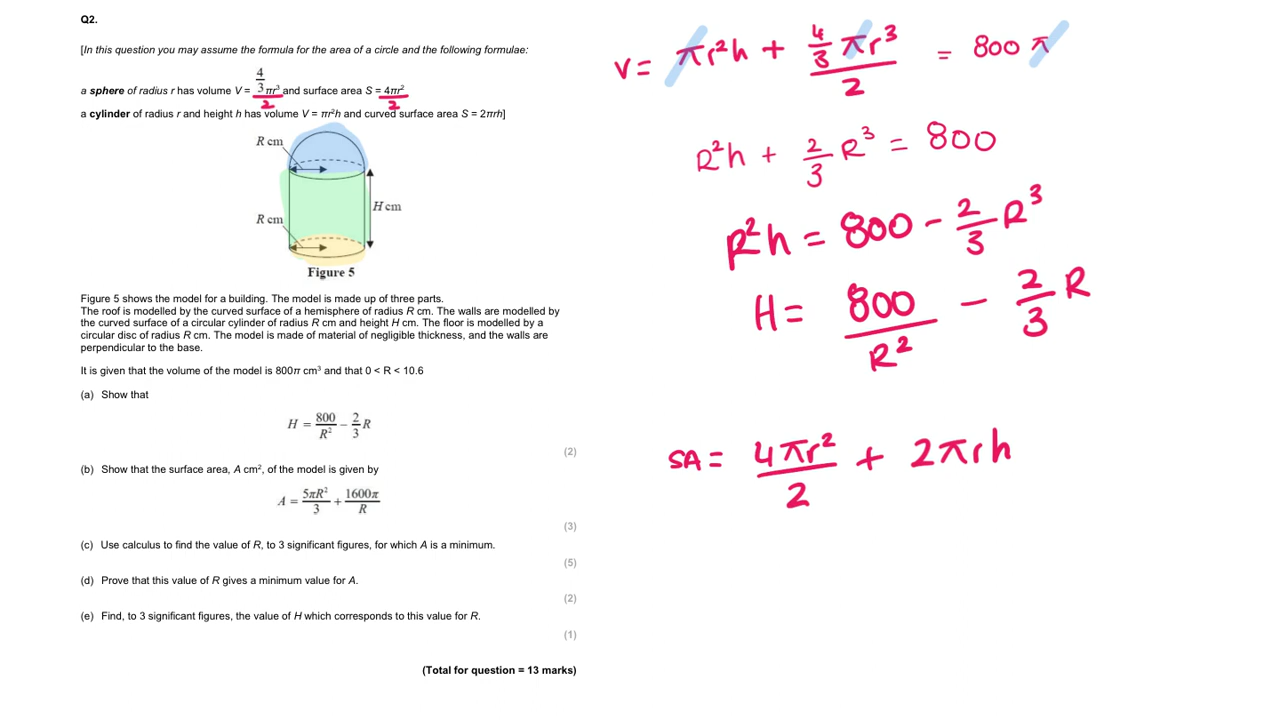 Q2.
[In this question you may assume the formula for the area of a circle and the following formulae:
a sphere of radius r has volume V = 4/3 πr³ and surface area S = 4πr²
2 2
a cylinder of radius r and height h has volume V = πr²h and curved surface area S = 2πrh]
R cm
H cm
R cm
Figure 5
Figure 5 shows the model for a building. The model is made up of three parts.
The roof is modelled by the curved surface of a hemisphere of radius R cm. The walls are modelled by
the curved surface of a circular cylinder of radius R cm and height H cm. The floor is modelled by a
circular disc of radius R cm. The model is made of material of negligible thickness, and the walls are
perpendicular to the base.
It is given that the volume of the model is 800π cm³ and that 0 < R < 10.6
(a) Show that
H = 800/R² − 2/3 R
(2)
(b) Show that the surface area, A cm², of the model is given by
A = 5πR²/3 + 1600π/R
(3)
(c) Use calculus to find the value of R, to 3 significant figures, for which A is a minimum.
(5)
(d) Prove that this value of R gives a minimum value for A.
(2)
(e) Find, to 3 significant figures, the value of H which corresponds to this value for R.
(1)
(Total for question = 13 marks)
V = πr²h + (4/3 πr³)/2 = 800 π
R²h + 2/3 R³ = 800
R²h = 800 − 2/3 R³
H = 800/R² − 2/3 R
SA = 4πr²/2 + 2πrh